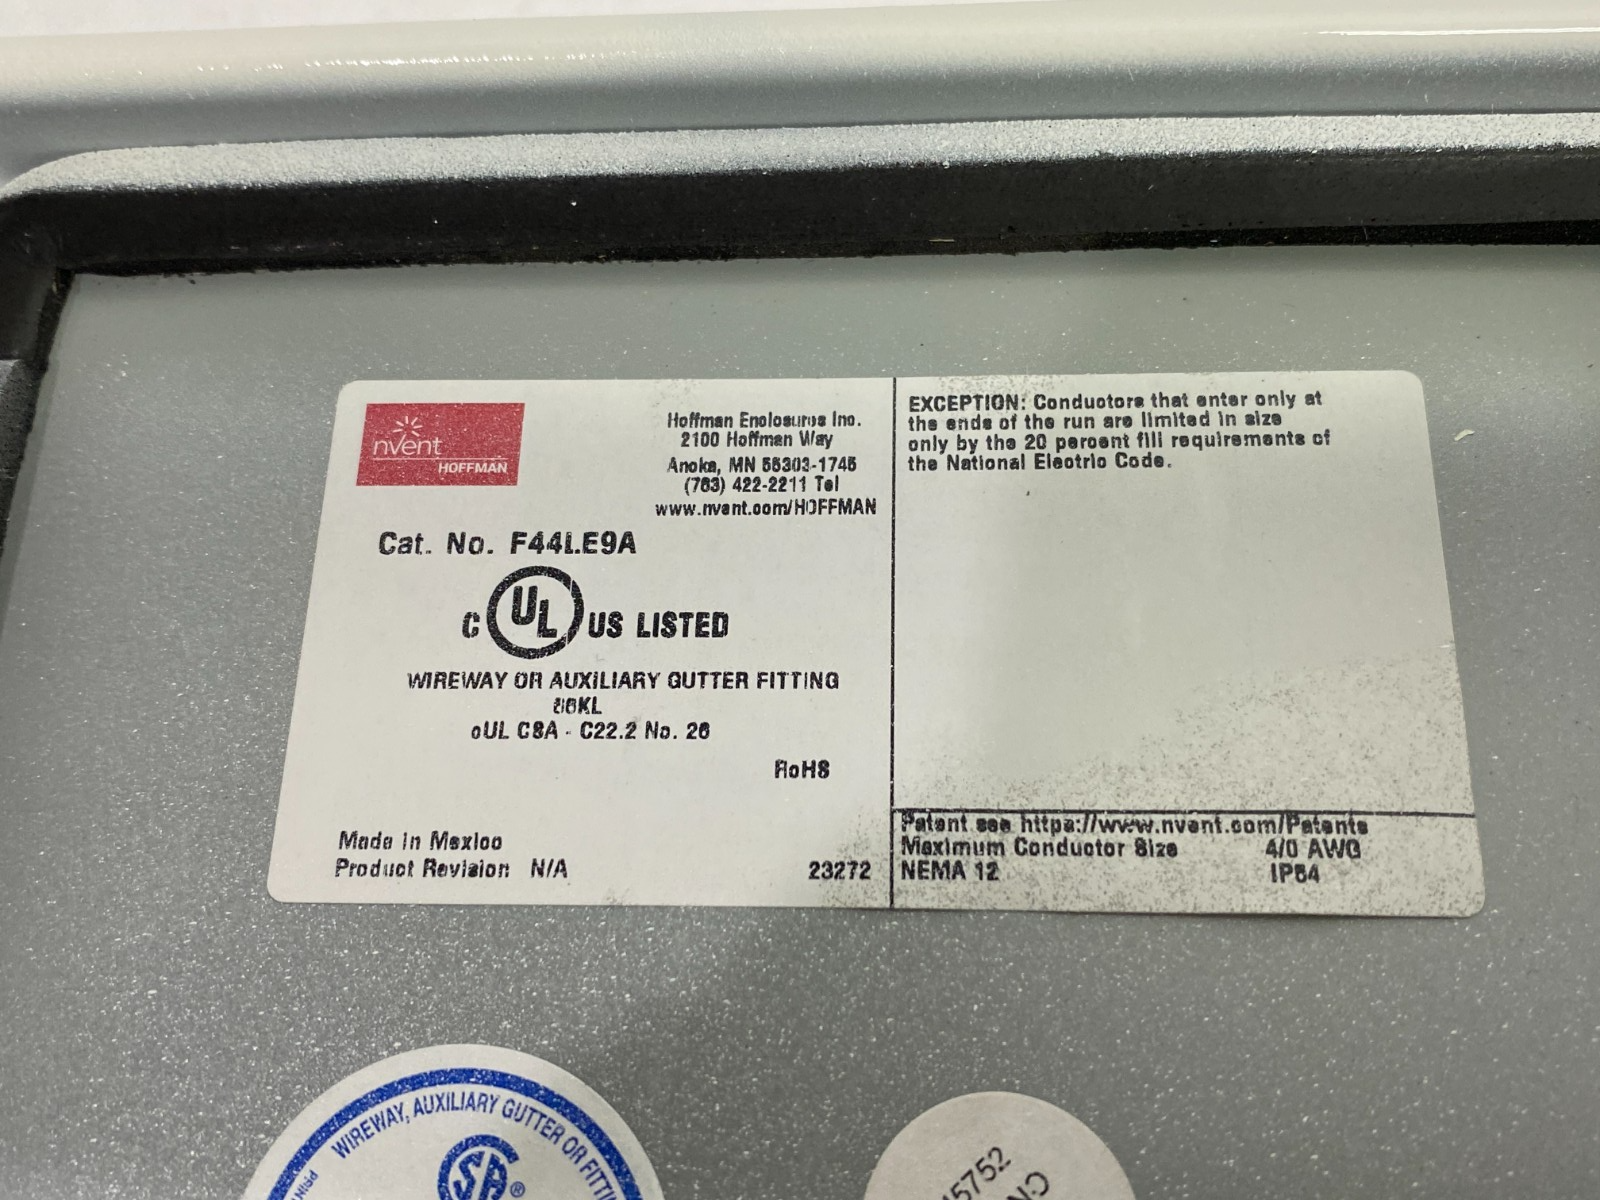 nVent
HOFFMAN
Hoffman Enclosures Inc.
2100 Hoffman Way
Anoka, MN 55303-1745
(763) 422-2211 Tel
www.nvent.com/HOFFMAN
Cat. No. F44LE9A
C UL US LISTED
WIREWAY OR AUXILIARY GUTTER FITTING
86KL
cUL CSA - C22.2 No. 26
RoHS
Made in Mexico
Product Revision N/A
23272
EXCEPTION: Conductors that enter only at
the ends of the run are limited in size
only by the 20 percent fill requirements of
the National Electric Code.
Patent see https://www.nvent.com/Patents
Maximum Conductor Size 4/0 AWG
NEMA 12 IP54
WIREWAY, AUXILIARY GUTTER OR FITTIN
SA®
5752